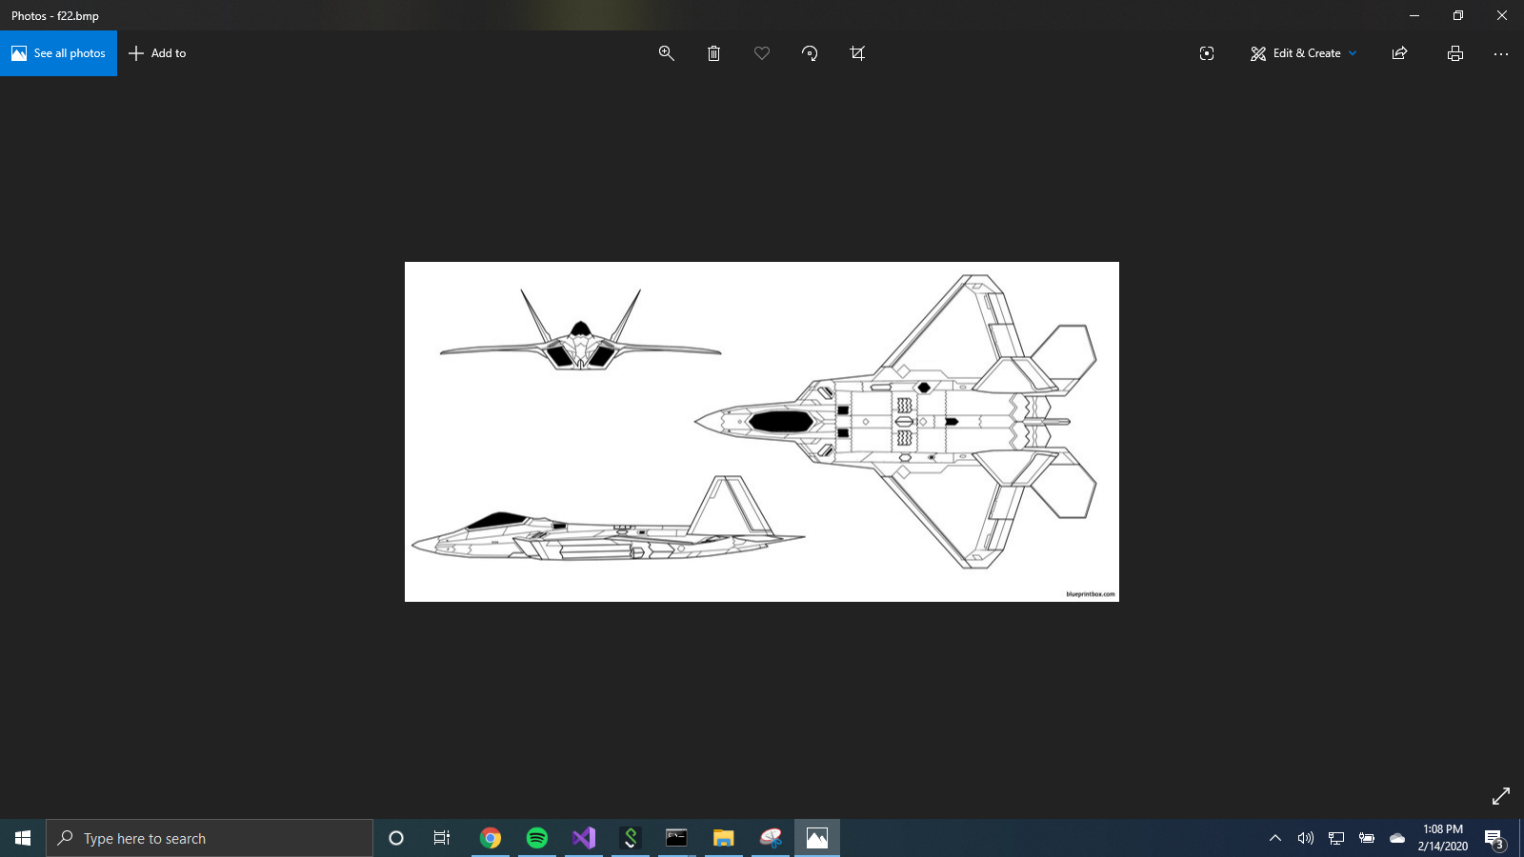 Photos - f22.bmp
See all photos
Add to
Edit & Create
blueprintbox.com
Type here to search
1:08 PM
2/14/2020
3